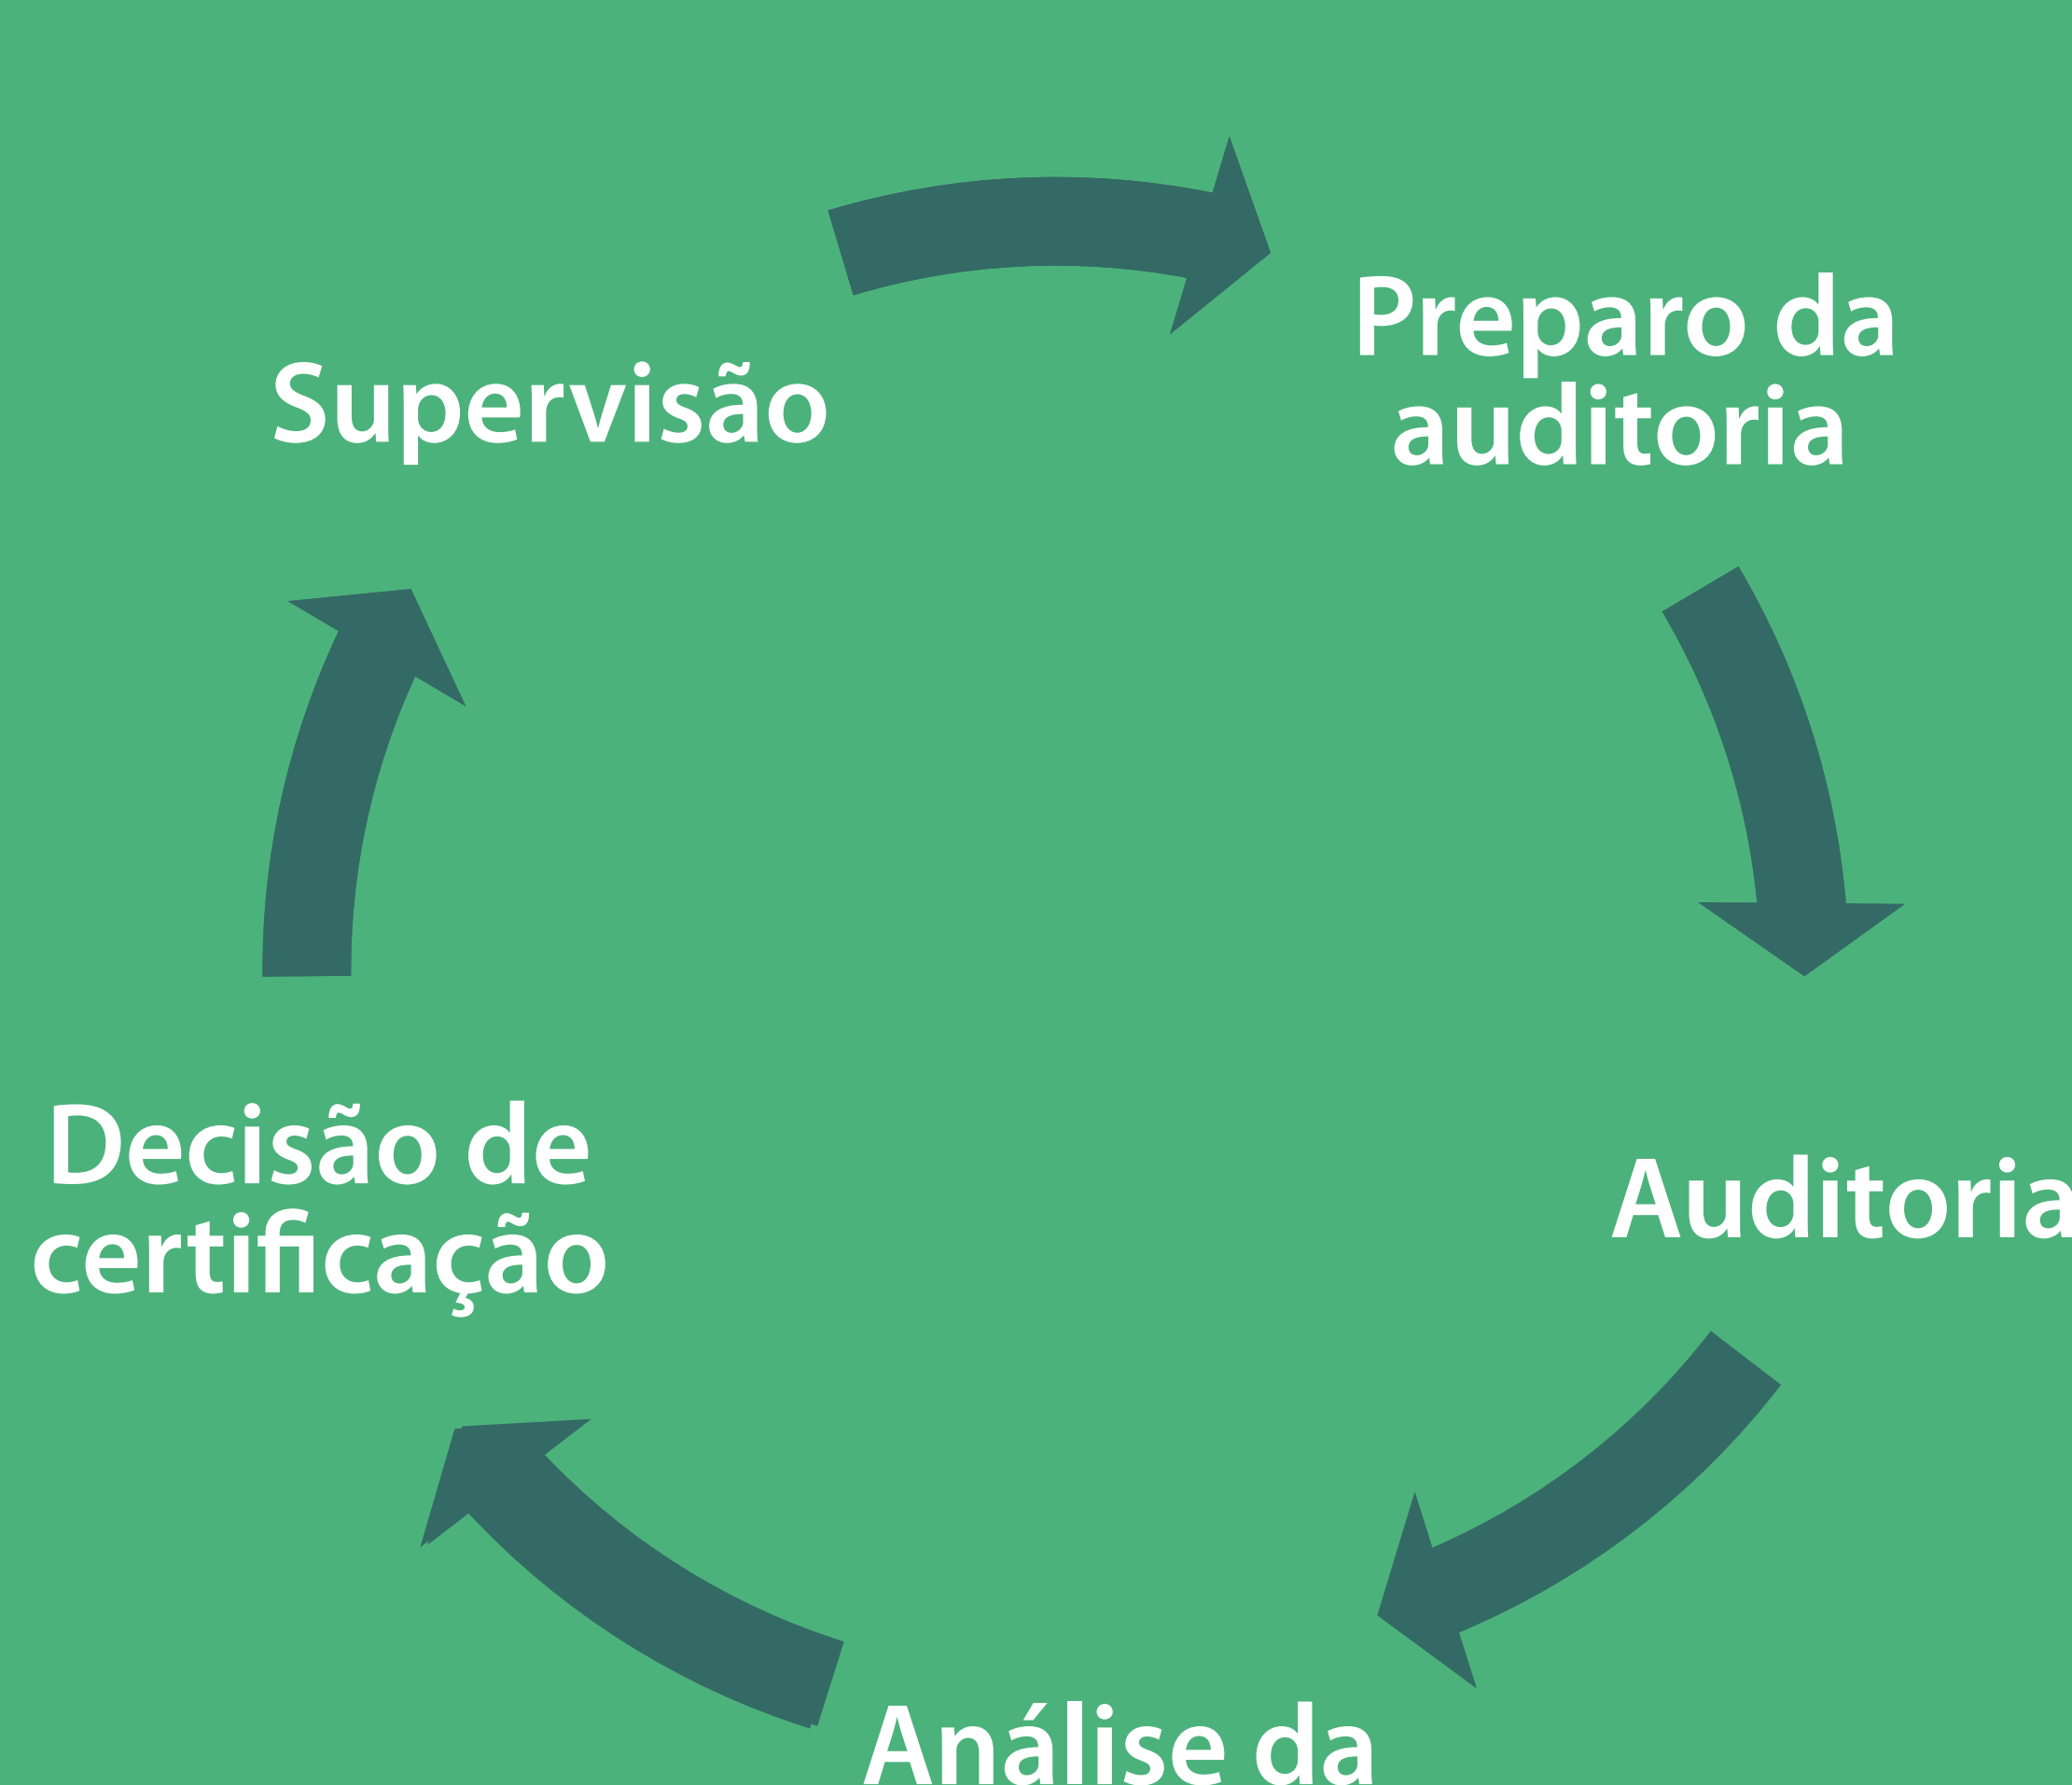 Supervisão
Preparo da
auditoria
Auditoria
Análise da
Decisão de
certificação